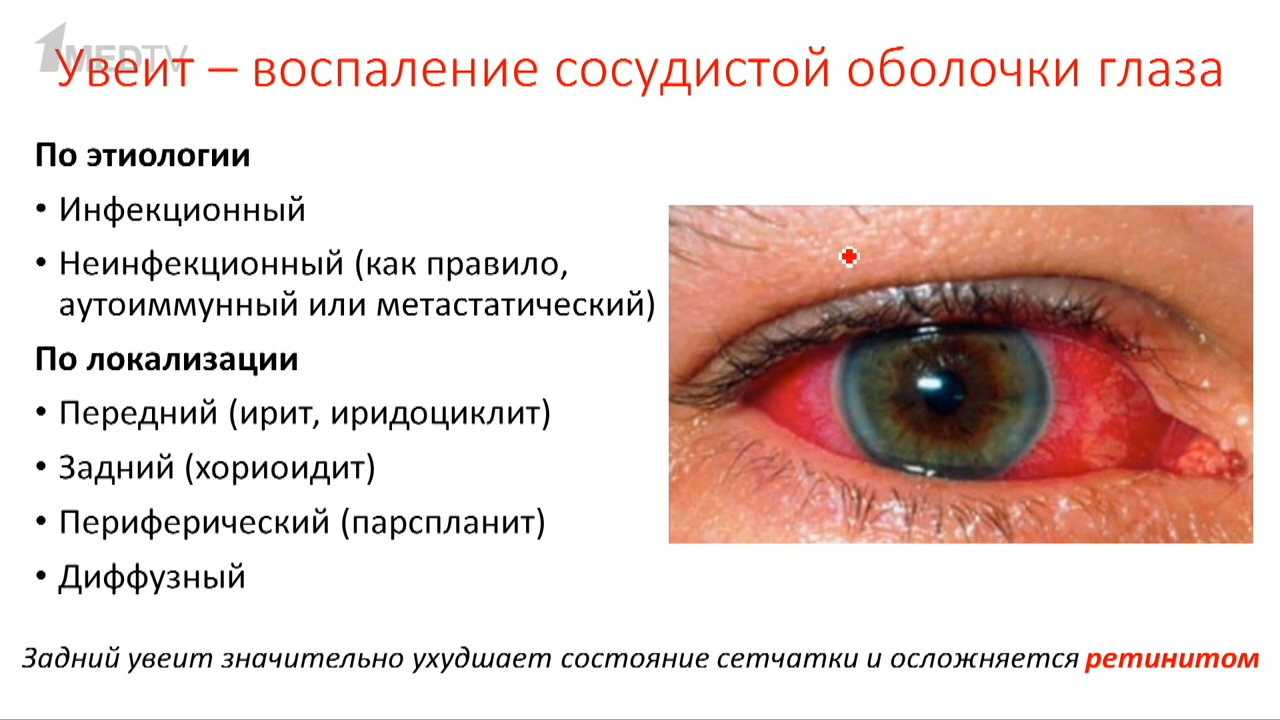 1MEDTV
Увеит – воспаление сосудистой оболочки глаза
По этиологии
• Инфекционный
• Неинфекционный (как правило,
аутоиммунный или метастатический)
По локализации
• Передний (ирит, иридоциклит)
• Задний (хориоидит)
• Периферический (парспланит)
• Диффузный
Задний увеит значительно ухудшает состояние сетчатки и осложняется ретинитом